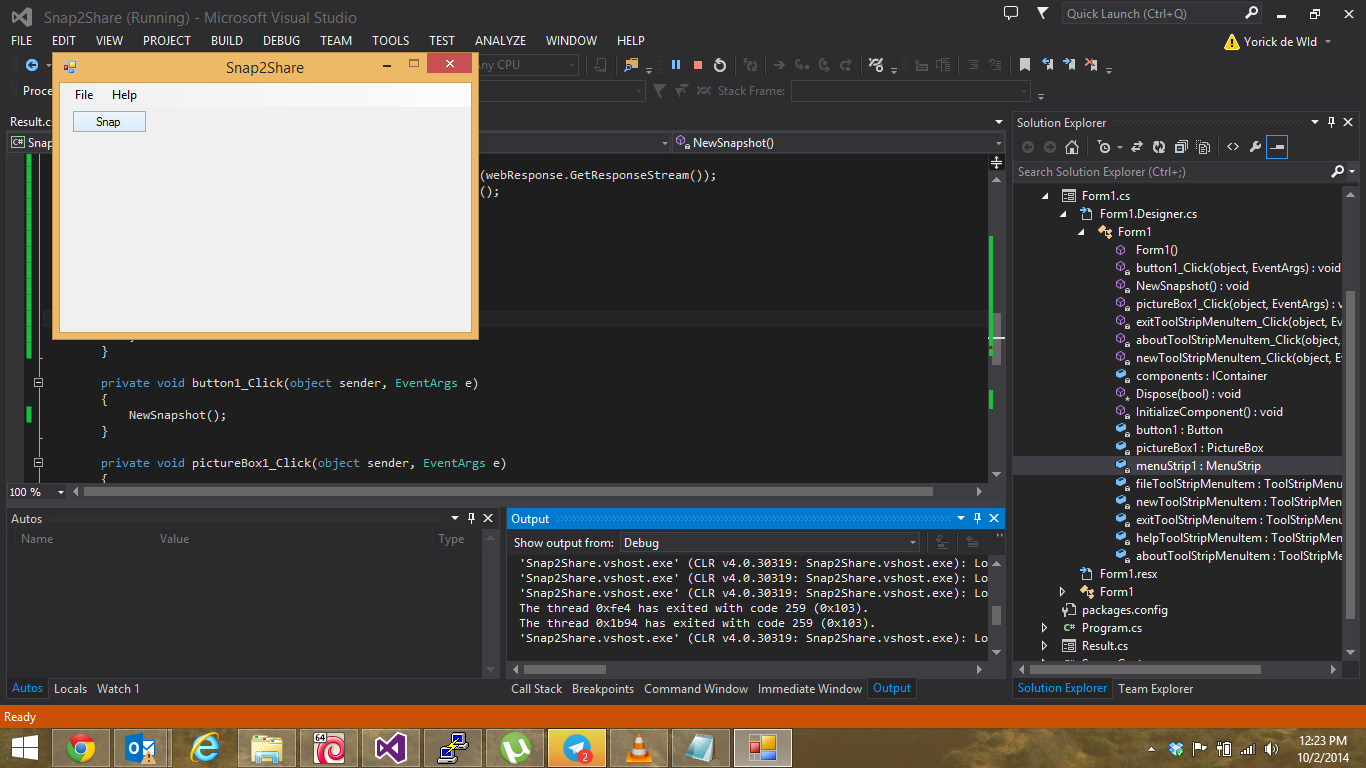 Snap2Share (Running) - Microsoft Visual Studio
Quick Launch (Ctrl+Q)
FILE EDIT VIEW PROJECT BUILD DEBUG TEAM TOOLS TEST ANALYZE WINDOW HELP
Yorick de Wld
Snap2Share
File Help
Snap
Any CPU
Proce
Stack Frame:
Result.c
Snap
NewSnapshot()
(webResponse.GetResponseStream());
();
}
private void button1_Click(object sender, EventArgs e)
{
NewSnapshot();
}
private void pictureBox1_Click(object sender, EventArgs e)
{
100 %
Autos
Name Value Type
Autos Locals Watch 1
Output
Show output from: Debug
'Snap2Share.vshost.exe' (CLR v4.0.30319: Snap2Share.vshost.exe): Lo
'Snap2Share.vshost.exe' (CLR v4.0.30319: Snap2Share.vshost.exe): Lo
'Snap2Share.vshost.exe' (CLR v4.0.30319: Snap2Share.vshost.exe): Lo
The thread 0xfe4 has exited with code 259 (0x103).
The thread 0x1b94 has exited with code 259 (0x103).
'Snap2Share.vshost.exe' (CLR v4.0.30319: Snap2Share.vshost.exe): Lo
Call Stack Breakpoints Command Window Immediate Window Output
Solution Explorer
Search Solution Explorer (Ctrl+;)
Form1.cs
Form1.Designer.cs
Form1
Form1()
button1_Click(object, EventArgs) : void
NewSnapshot() : void
pictureBox1_Click(object, EventArgs) : v
exitToolStripMenuItem_Click(object, Ev
aboutToolStripMenuItem_Click(object,
newToolStripMenuItem_Click(object, E
components : IContainer
Dispose(bool) : void
InitializeComponent() : void
button1 : Button
pictureBox1 : PictureBox
menuStrip1 : MenuStrip
fileToolStripMenuItem : ToolStripMenu
newToolStripMenuItem : ToolStripMenu
exitToolStripMenuItem : ToolStripMenu
helpToolStripMenuItem : ToolStripMenu
aboutToolStripMenuItem : ToolStripMe
Form1.resx
Form1
packages.config
Program.cs
Result.cs
Solution Explorer Team Explorer
Ready
64
2
12:23 PM
10/2/2014